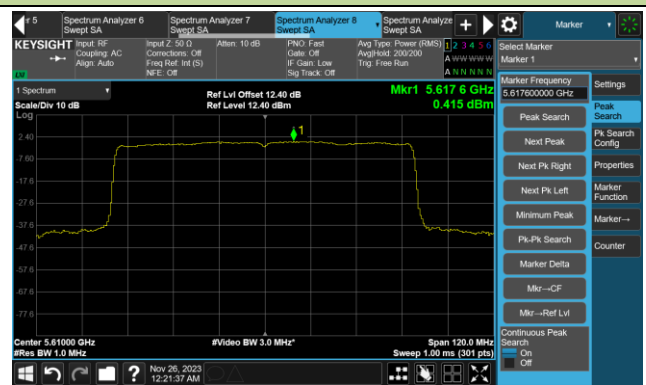 r 5
Spectrum Analyzer 6
Swept SA
Spectrum Analyzer 7
Swept SA
Spectrum Analyzer 8
Swept SA
Spectrum Analyze
Swept SA
+
Marker
KEYSIGHT
Input: RF
Coupling: AC
Align: Auto
Input Z: 50 Ω
Corrections: Off
Freq Ref: Int (S)
NFE: Off
Atten: 10 dB
PNO: Fast
Gate: Off
IF Gain: Low
Sig Track: Off
Avg Type: Power (RMS)
Avg|Hold: 200/200
Trig: Free Run
1 2 3 4 5 6
A W W W W W
A N N N N N
LXI
Select Marker
Marker 1
1 Spectrum
Scale/Div 10 dB
Log
Ref Lvl Offset 12.40 dB
Ref Level 12.40 dBm
Mkr1 5.617 6 GHz
0.415 dBm
1
2.40
-7.60
-17.6
-27.6
-37.6
-47.6
-57.6
-67.6
-77.6
Center 5.61000 GHz
#Res BW 1.0 MHz
#Video BW 3.0 MHz*
Span 120.0 MHz
Sweep 1.00 ms (301 pts)
Marker Frequency
5.617600000 GHz
Peak Search
Next Peak
Next Pk Right
Next Pk Left
Minimum Peak
Pk-Pk Search
Marker Delta
Mkr→CF
Mkr→Ref Lvl
Continuous Peak
Search
On
Off
Settings
Peak
Search
Pk Search
Config
Properties
Marker
Function
Marker→
Counter
?
Nov 26, 2023
12:21:37 AM